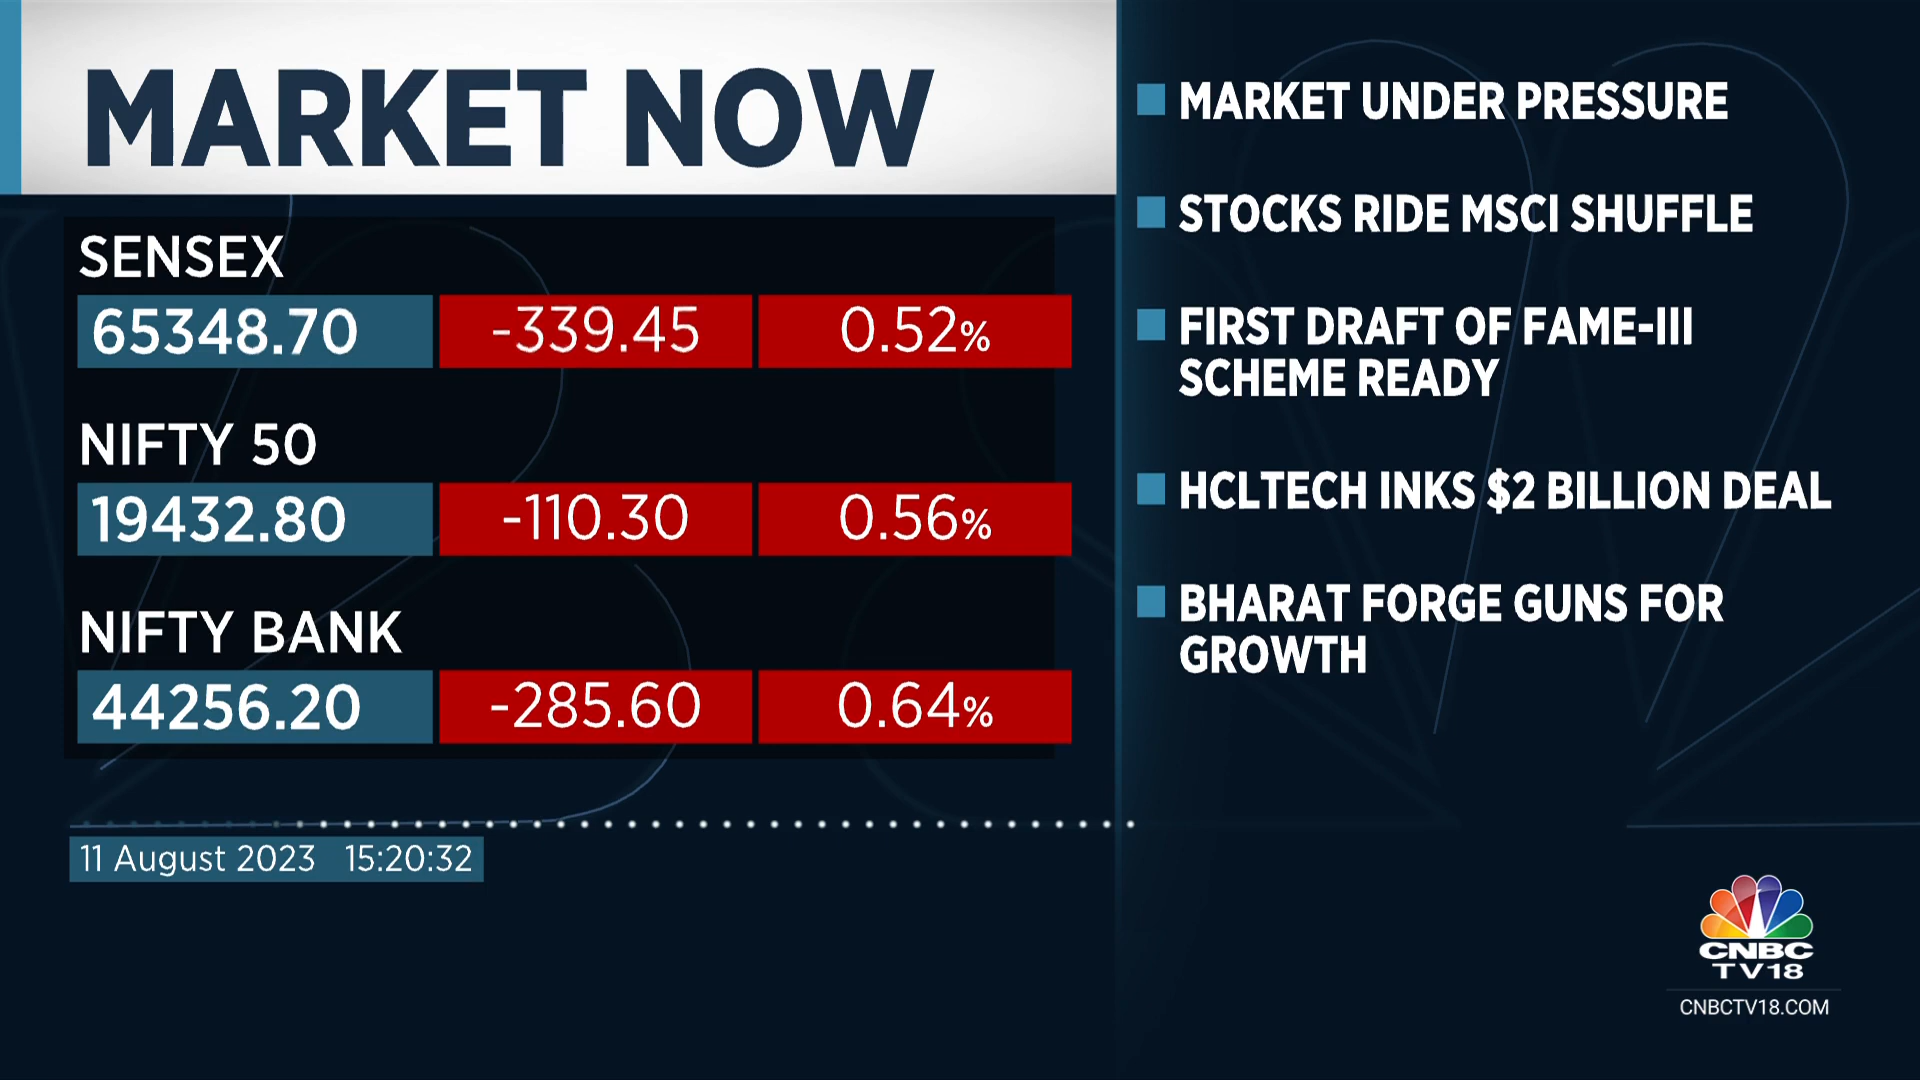 MARKET NOW
SENSEX
65348.70 -339.45 0.52%
NIFTY 50
19432.80 -110.30 0.56%
NIFTY BANK
44256.20 -285.60 0.64%
11 August 2023 15:20:32
MARKET UNDER PRESSURE
STOCKS RIDE MSCI SHUFFLE
FIRST DRAFT OF FAME-III
SCHEME READY
HCLTECH INKS $2 BILLION DEAL
BHARAT FORGE GUNS FOR
GROWTH
CNBC
TV18
CNBCTV18.COM